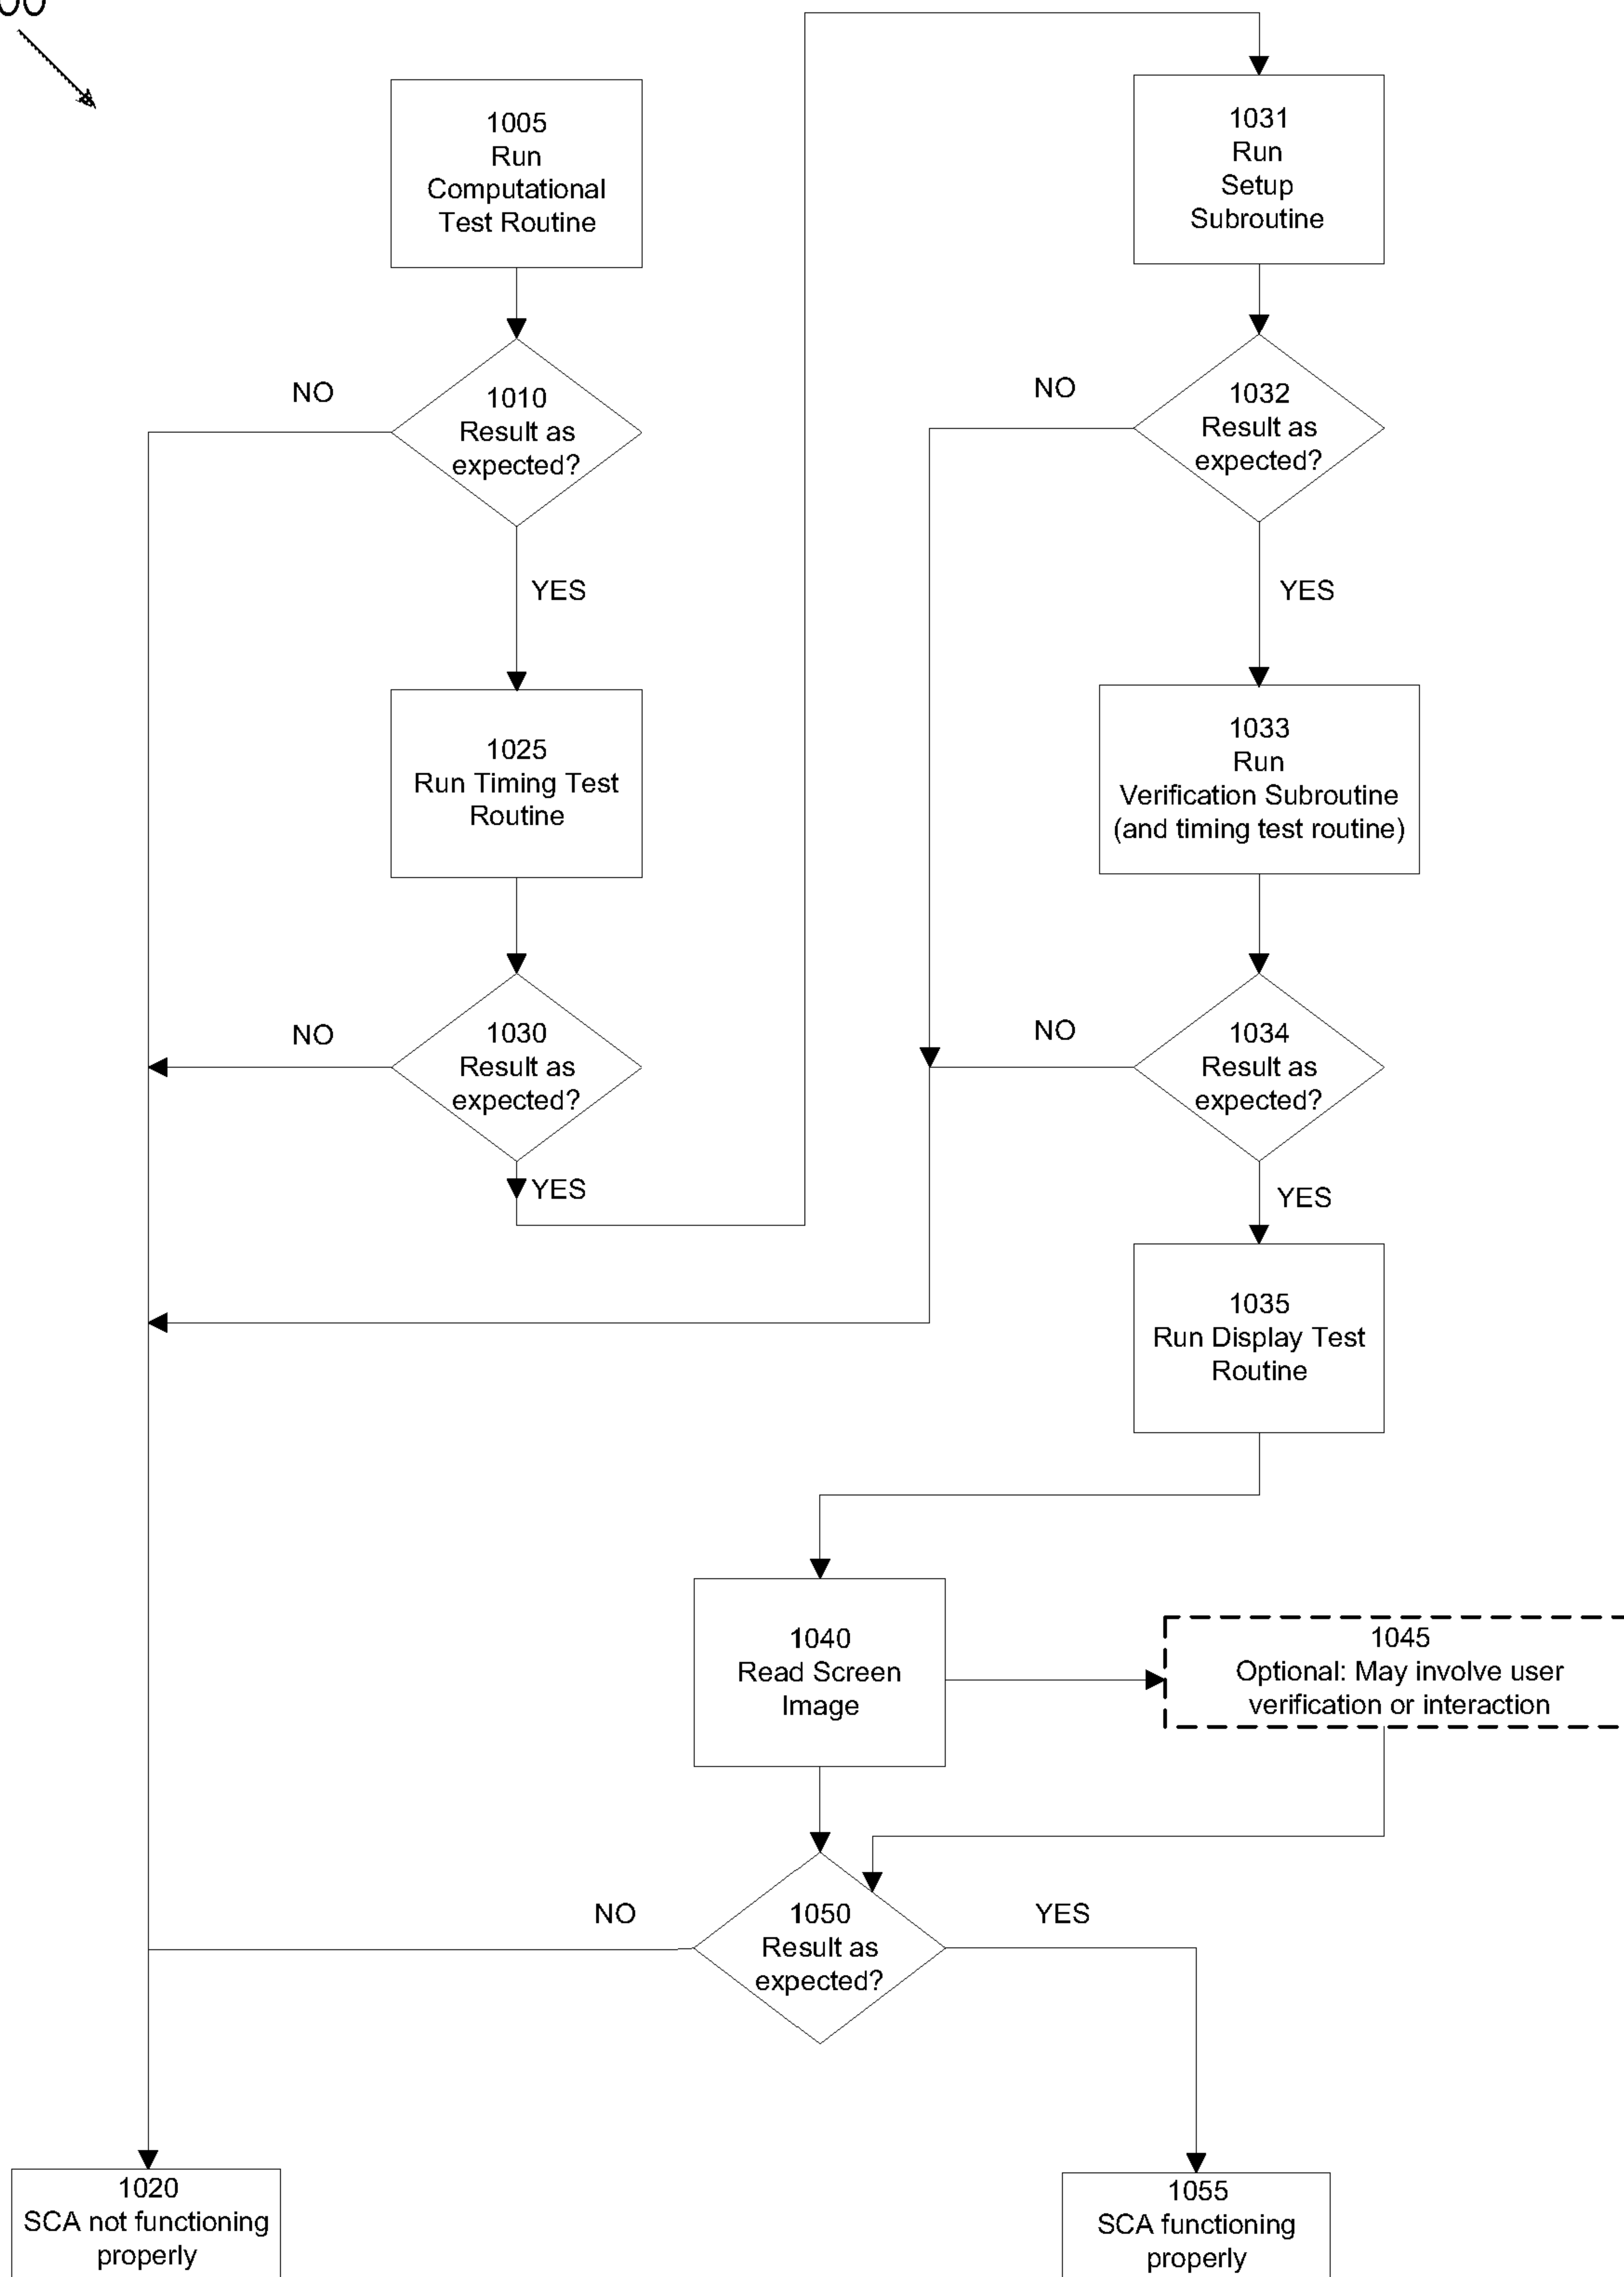 1005
Run
Computational
Test Routine
NO
1010
Result as
expected?
YES
1025
Run Timing Test
Routine
NO
1030
Result as
expected?
YES
1031
Run
Setup
Subroutine
NO
1032
Result as
expected?
YES
1033
Run
Verification Subroutine
(and timing test routine)
NO
1034
Result as
expected?
YES
1035
Run Display Test
Routine
1040
Read Screen
Image
1045
Optional: May involve user
verification or interaction
NO
1050
Result as
expected?
YES
1020
SCA not functioning
properly
1055
SCA functioning
properly